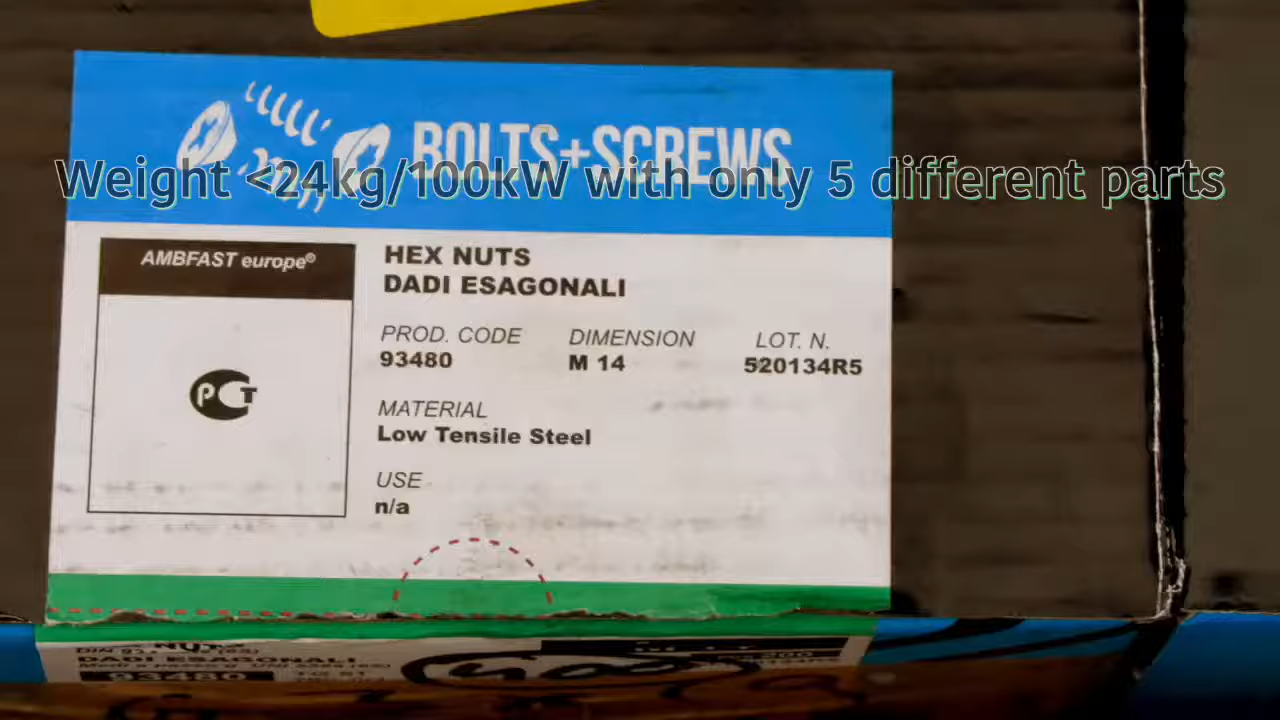 BOLTS+SCREWS
Weight <24kg/100kW with only 5 different parts
AMBFAST europe®
HEX NUTS
DADI ESAGONALI
PROD. CODE DIMENSION LOT. N.
93480 M 14 520134R5
MATERIAL
Low Tensile Steel
USE
n/a
PCT
DADI ESAGONALI
93480